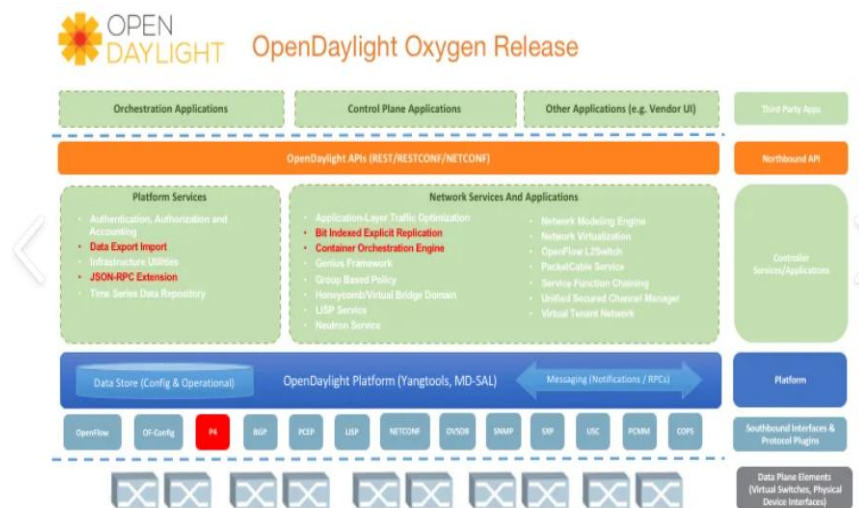 OPEN
DAYLIGHT
OpenDaylight Oxygen Release
Orchestration Applications
Control Plane Applications
Other Applications (e.g. Vendor UI)
Third Party Apps
OpenDaylight APIs (REST/RESTCONF/NETCONF)
Northbound API
Platform Services
Authentication, Authorization and
Accounting
Data Export Import
Infrastructure Utilities
JSON-RPC Extension
Time Series Data Repository
Network Services And Applications
Application-Layer Traffic Optimization
Bit Indexed Explicit Replication
Container Orchestration Engine
Genius Framework
Group Based Policy
Honeycomb/Virtual Bridge Domain
LISP Service
Neutron Service
Network Modeling Engine
Network Virtualization
OpenFlow L2Switch
PacketCable Service
Service Function Chaining
Unified Secured Channel Manager
Virtual Tenant Network
Controller
Services/Applications
Data Store (Config & Operational)
OpenDaylight Platform (Yangtools, MD-SAL)
Messaging (Notifications / RPCs)
Platform
OpenFlow
OF-Config
P4
BGP
PCEP
LISP
NETCONF
OVSDB
SNMP
SXP
USC
PCMM
COPS
Southbound Interfaces &
Protocol Plugins
Data Plane Elements
(Virtual Switches, Physical
Device Interfaces)